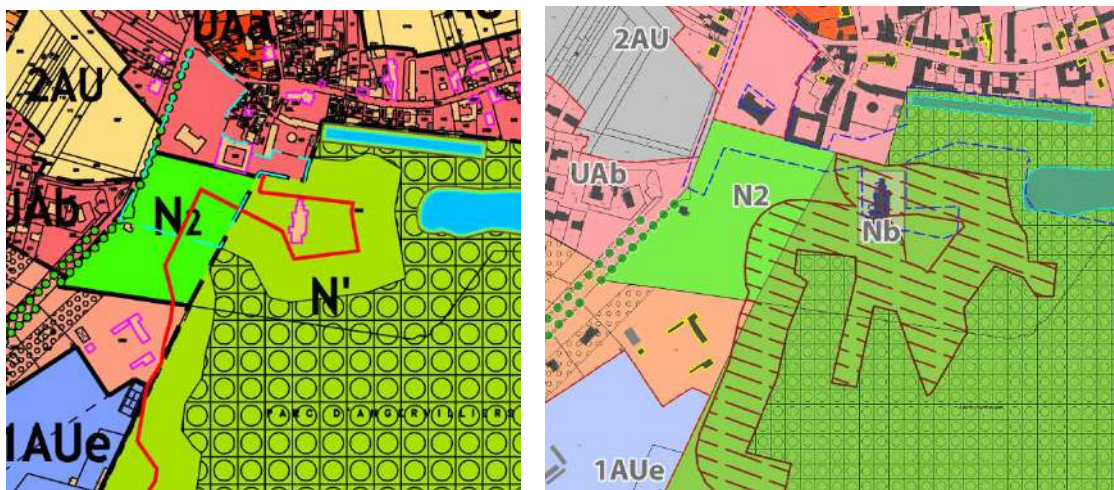 UAa
2AU
UAb
N2
N'
PARC D'ANGERVILLIERS
1AUe
2AU
UAb
N2
Nb
1AUe